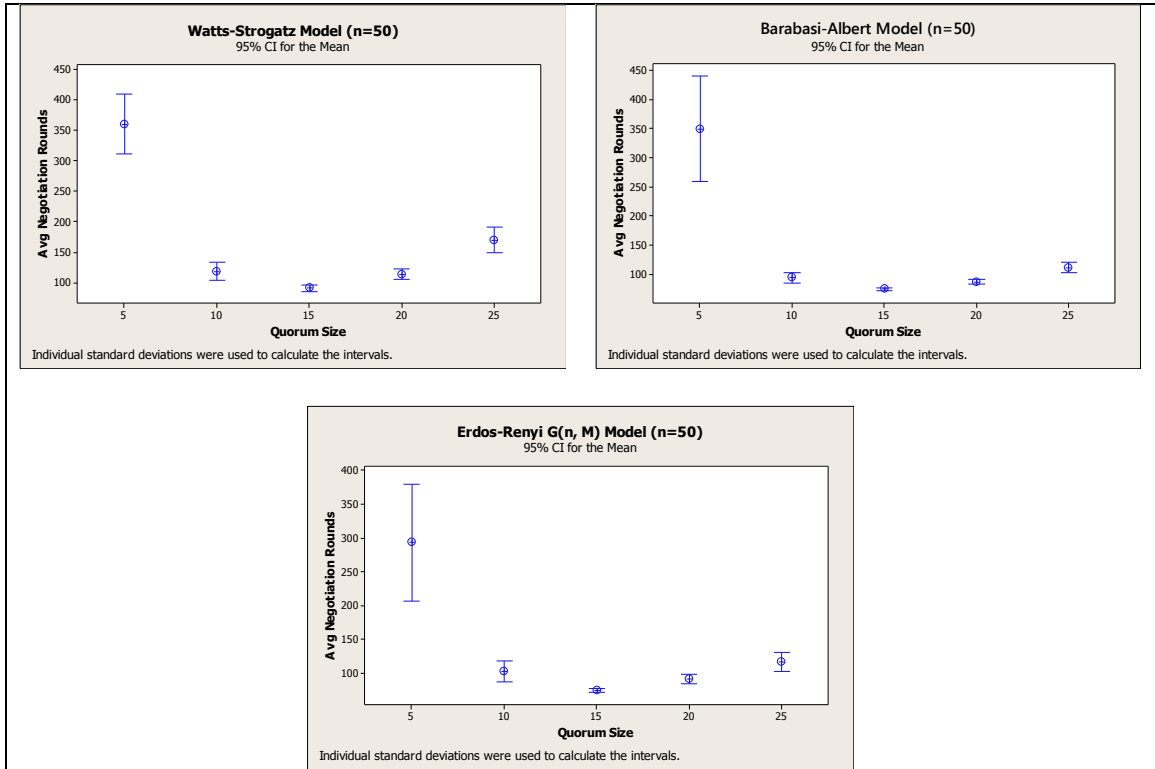 Watts-Strogatz Model (n=50)
95% CI for the Mean
450
400
350
300
250
200
150
100
Avg Negotiation Rounds
5 10 15 20 25
Quorum Size
Individual standard deviations were used to calculate the intervals.
Barabasi-Albert Model (n=50)
95% CI for the Mean
450
400
350
300
250
200
150
100
Avg Negotiation Rounds
5 10 15 20 25
Quorum Size
Individual standard deviations were used to calculate the intervals.
Erdos-Renyi G(n, M) Model (n=50)
95% CI for the Mean
400
350
300
250
200
150
100
Avg Negotiation Rounds
5 10 15 20 25
Quorum Size
Individual standard deviations were used to calculate the intervals.